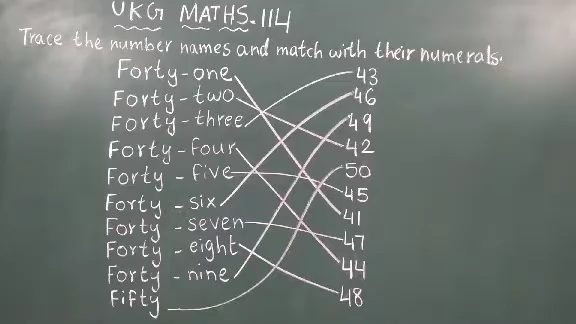 UKG MATHS-114
Trace the number names and match with their numerals.
Forty-one 43
Forty-two 46
Forty-three 49
Forty-four 42
Forty - five 50
Forty - six 45
Forty - seven 41
Forty - eight 47
Forty - nine 44
Fifty 48